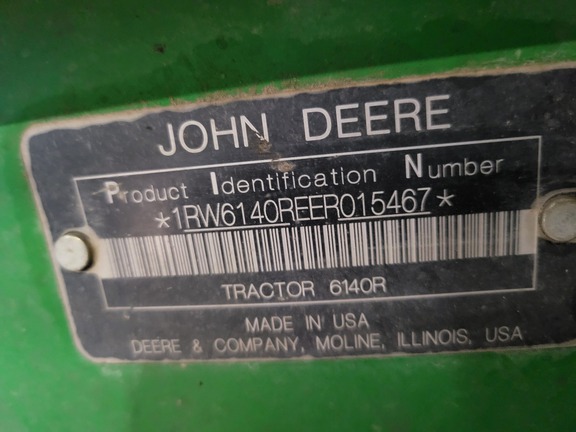 JOHN DEERE
Product Identification Number
*1RW6140REER015467*
TRACTOR 6140R
MADE IN USA
DEERE & COMPANY, MOLINE, ILLINOIS, USA